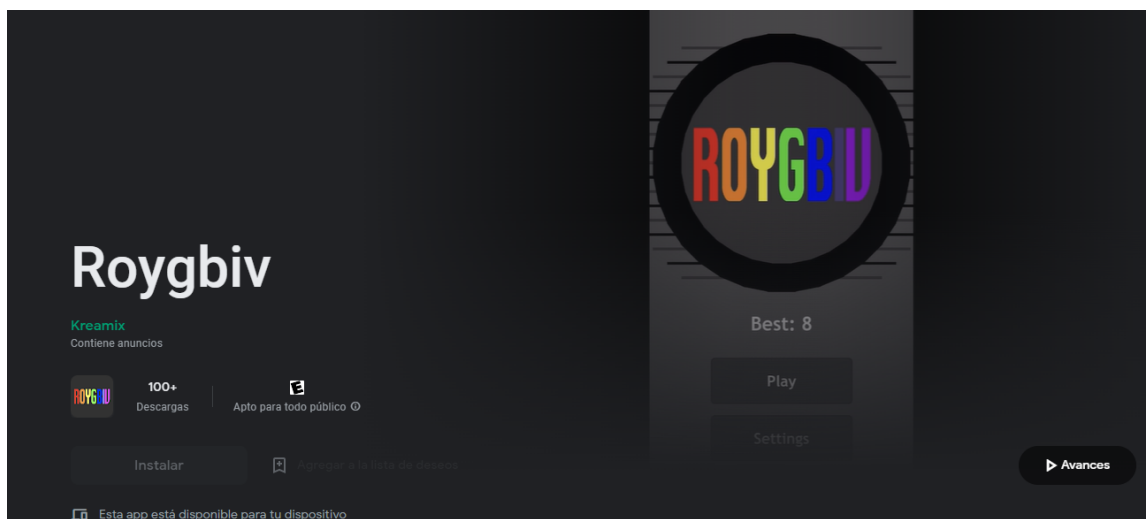 ROYGBIV
Roygbiv
Kreamix
Contiene anuncios
Best: 8
Play
Settings
ROYGBIV
100+
Descargas
E
Apto para todo público
Instalar
Agregar a la lista de deseos
Avances
Esta app está disponible para tu dispositivo